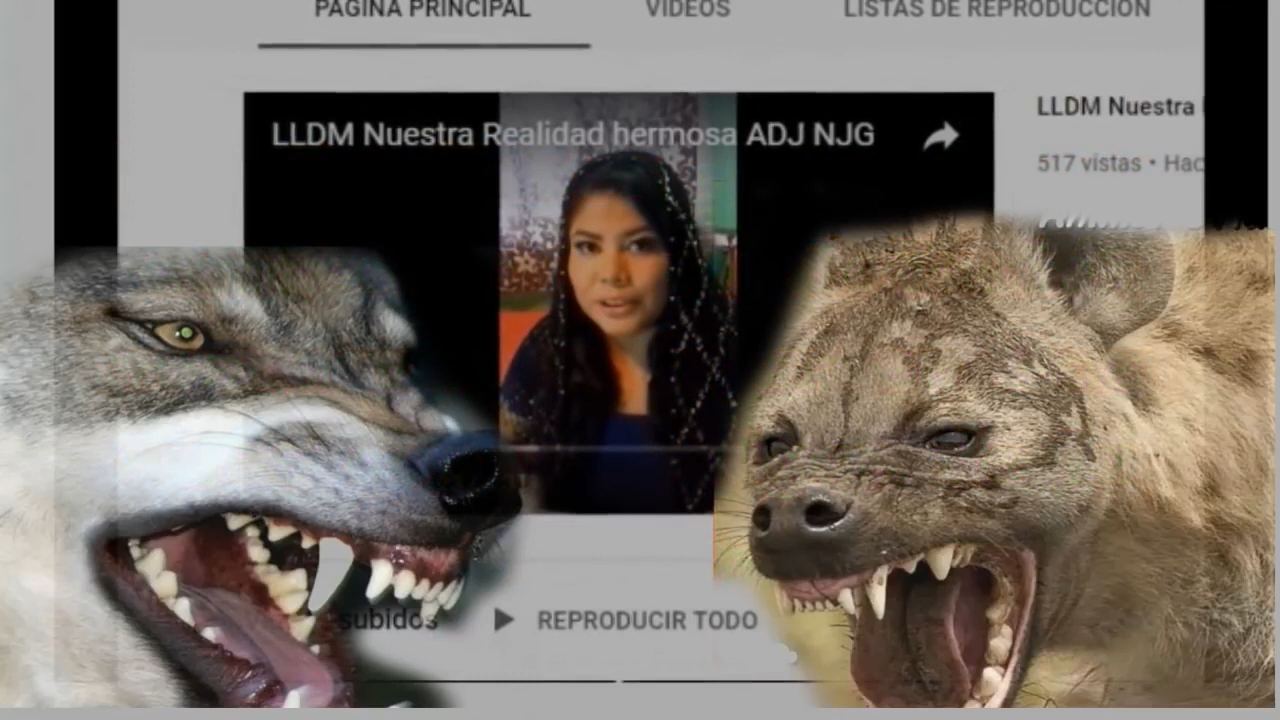 PÁGINA PRINCIPAL
VÍDEOS
LISTAS DE REPRODUCCIÓN
LLDM Nuestra Realidad hermosa ADJ NJG
LLDM Nuestra
517 vistas • Hac
subidos
REPRODUCIR TODO